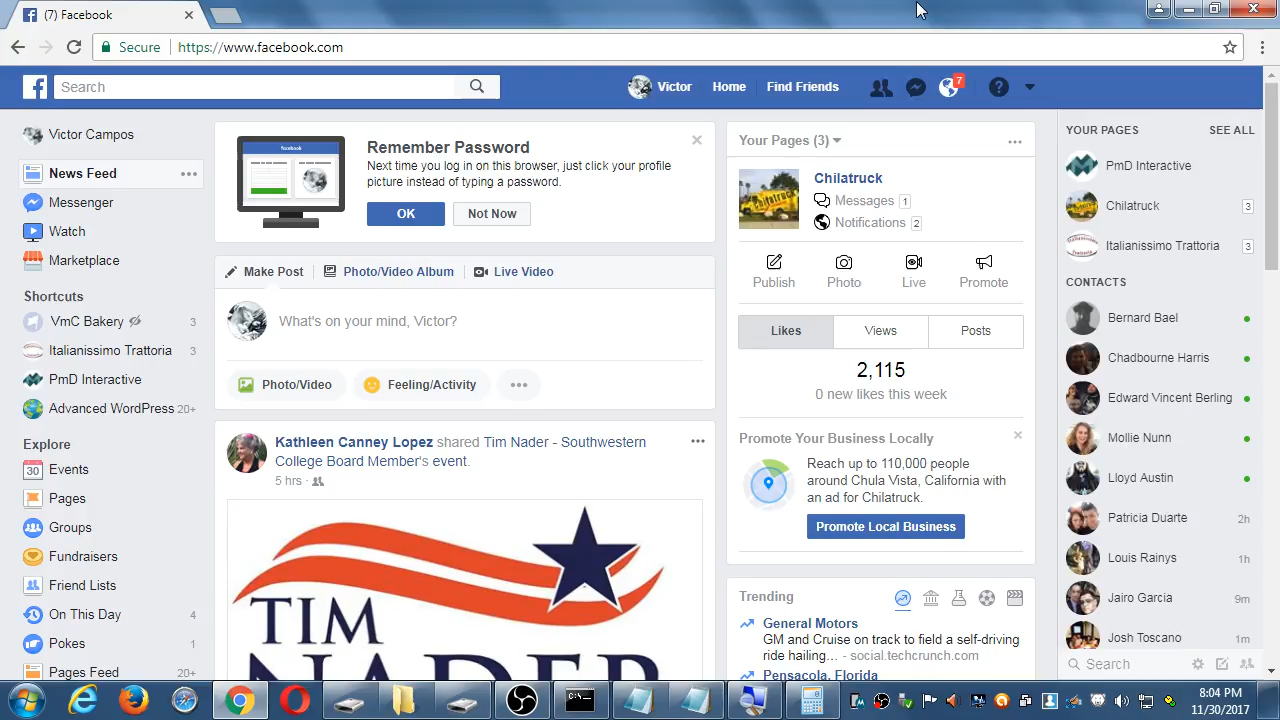 (7) Facebook
Secure
https://www.facebook.com
Search
Victor
Home
Find Friends
7
Victor Campos
News Feed
Messenger
Watch
Marketplace
Shortcuts
VmC Bakery
3
Italianissimo Trattoria
3
PmD Interactive
Advanced WordPress
20+
Explore
30
Events
Pages
Groups
Fundraisers
Friend Lists
On This Day
4
Pokes
1
Pages Feed
20+
facebook
Remember Password
Next time you log in on this browser, just click your profile
picture instead of typing a password.
OK
Not Now
Make Post
Photo/Video Album
Live Video
What's on your mind, Victor?
Photo/Video
Feeling/Activity
Kathleen Canney Lopez shared Tim Nader - Southwestern
College Board Member's event.
5 hrs
TIM
NADER
Your Pages (3)
Chilatruck
Messages 1
Notifications 2
Publish
Photo
Live
Promote
Likes
Views
Posts
2,115
0 new likes this week
Promote Your Business Locally
Reach up to 110,000 people
around Chula Vista, California with
an ad for Chilatruck.
Promote Local Business
Trending
General Motors
GM and Cruise on track to field a self-driving
ride hailing... - social.techcrunch.com
Pensacola, Florida
YOUR PAGES
SEE ALL
PmD Interactive
Chilatruck
3
Italianissimo Trattoria
3
CONTACTS
Bernard Bael
Chadbourne Harris
Edward Vincent Berling
Mollie Nunn
Lloyd Austin
Patricia Duarte
2h
Louis Rainys
1h
Jairo Garcia
9m
Josh Toscano
1m
Search
8:04 PM
11/30/2017